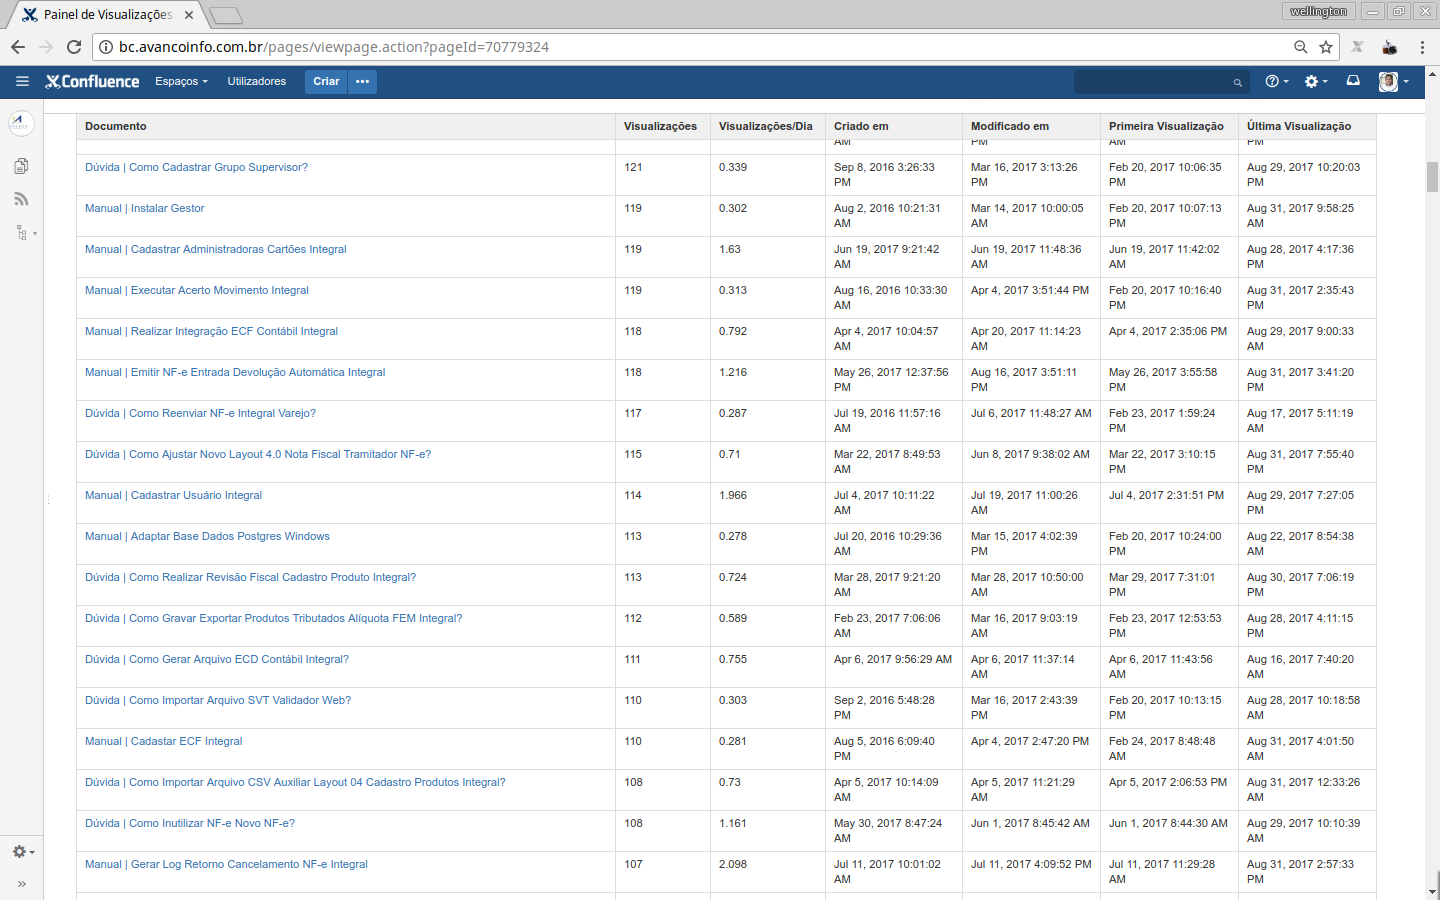 Painel de Visualizações
wellington
bc.avancoinfo.com.br/pages/viewpage.action?pageId=70779324
Confluence Espaços Utilizadores Criar •••
Documento Visualizações Visualizações/Dia Criado em Modificado em Primeira Visualização Última Visualização
AM PM AM PM
Dúvida | Como Cadastrar Grupo Supervisor? 121 0.339 Sep 8, 2016 3:26:33 Mar 16, 2017 3:13:26 Feb 20, 2017 10:06:35 Aug 29, 2017 10:20:03
PM PM PM PM
Manual | Instalar Gestor 119 0.302 Aug 2, 2016 10:21:31 Mar 14, 2017 10:00:05 Feb 20, 2017 10:07:13 Aug 31, 2017 9:58:25
AM AM PM AM
Manual | Cadastrar Administradoras Cartões Integral 119 1.63 Jun 19, 2017 9:21:42 Jun 19, 2017 11:48:36 Jun 19, 2017 11:42:02 Aug 28, 2017 4:17:36
AM AM AM PM
Manual | Executar Acerto Movimento Integral 119 0.313 Aug 16, 2016 10:33:30 Apr 4, 2017 3:51:44 PM Feb 20, 2017 10:16:40 Aug 31, 2017 2:35:43
AM PM PM
Manual | Realizar Integração ECF Contábil Integral 118 0.792 Apr 4, 2017 10:04:57 Apr 20, 2017 11:14:23 Apr 4, 2017 2:35:06 PM Aug 29, 2017 9:00:33
AM AM AM
Manual | Emitir NF-e Entrada Devolução Automática Integral 118 1.216 May 26, 2017 12:37:56 Aug 16, 2017 3:51:11 May 26, 2017 3:55:58 Aug 31, 2017 3:41:20
PM PM PM PM
Dúvida | Como Reenviar NF-e Integral Varejo? 117 0.287 Jul 19, 2016 11:57:16 Jul 6, 2017 11:48:27 AM Feb 23, 2017 1:59:24 Aug 17, 2017 5:11:19
AM PM AM
Dúvida | Como Ajustar Novo Layout 4.0 Nota Fiscal Tramitador NF-e? 115 0.71 Mar 22, 2017 8:49:53 Jun 8, 2017 9:38:02 AM Mar 22, 2017 3:10:15 Aug 31, 2017 7:55:40
AM PM PM
Manual | Cadastrar Usuário Integral 114 1.966 Jul 4, 2017 10:11:22 Jul 19, 2017 11:00:26 Jul 4, 2017 2:31:51 PM Aug 29, 2017 7:27:05
AM AM PM
Manual | Adaptar Base Dados Postgres Windows 113 0.278 Jul 20, 2016 10:29:36 Mar 15, 2017 4:02:39 Feb 20, 2017 10:24:00 Aug 22, 2017 8:54:38
AM PM PM AM
Dúvida | Como Realizar Revisão Fiscal Cadastro Produto Integral? 113 0.724 Mar 28, 2017 9:21:20 Mar 28, 2017 10:50:00 Mar 29, 2017 7:31:01 Aug 30, 2017 7:06:19
AM AM PM PM
Dúvida | Como Gravar Exportar Produtos Tributados Alíquota FEM Integral? 112 0.589 Feb 23, 2017 7:06:06 Mar 16, 2017 9:03:19 Feb 23, 2017 12:53:53 Aug 28, 2017 4:11:15
AM AM PM PM
Dúvida | Como Gerar Arquivo ECD Contábil Integral? 111 0.755 Apr 6, 2017 9:56:29 AM Apr 6, 2017 11:37:14 Apr 6, 2017 11:43:56 Aug 16, 2017 7:40:20
AM AM AM
Dúvida | Como Importar Arquivo SVT Validador Web? 110 0.303 Sep 2, 2016 5:48:28 Mar 16, 2017 2:43:39 Feb 20, 2017 10:13:15 Aug 28, 2017 10:18:58
PM PM PM AM
Manual | Cadastar ECF Integral 110 0.281 Aug 5, 2016 6:09:40 Apr 4, 2017 2:47:20 PM Feb 24, 2017 8:48:48 Aug 31, 2017 4:01:50
PM AM AM
Dúvida | Como Importar Arquivo CSV Auxiliar Layout 04 Cadastro Produtos Integral? 108 0.73 Apr 5, 2017 10:14:09 Apr 5, 2017 11:21:29 Apr 5, 2017 2:06:53 PM Aug 31, 2017 12:33:26
AM AM AM
Dúvida | Como Inutilizar NF-e Novo NF-e? 108 1.161 May 30, 2017 8:47:24 Jun 1, 2017 8:45:42 AM Jun 1, 2017 8:44:30 AM Aug 29, 2017 10:10:39
AM AM
Manual | Gerar Log Retorno Cancelamento NF-e Integral 107 2.098 Jul 11, 2017 10:01:02 Jul 11, 2017 4:09:52 PM Jul 11, 2017 11:29:28 Aug 31, 2017 2:57:33
AM AM PM